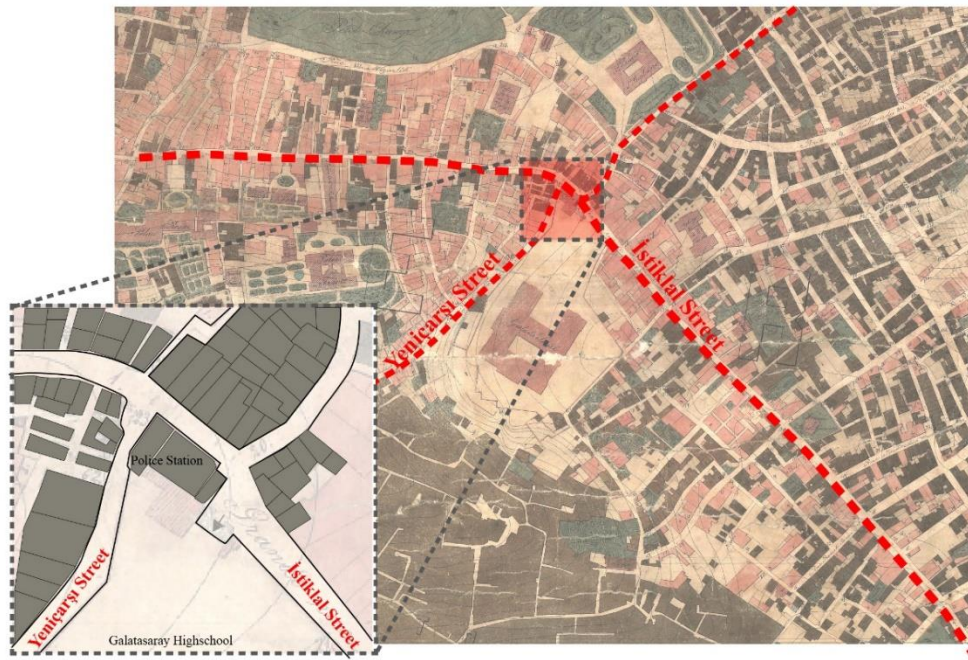 Yeniçarşı Street
İstiklal Street
Police Station
Yeniçarşı Street
İstiklal Street
Galatasaray Highschool